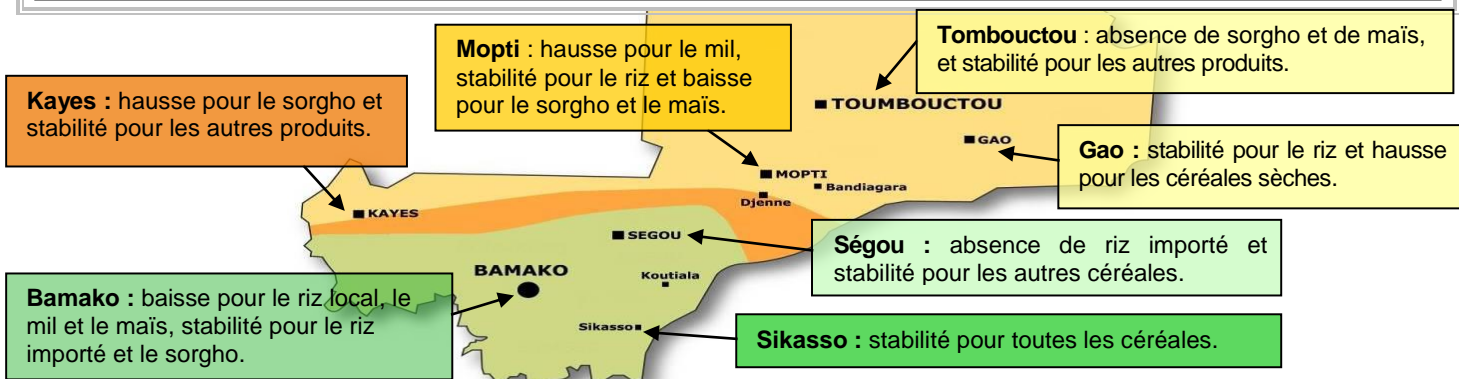 Mopti : hausse pour le mil,
stabilité pour le riz et baisse
pour le sorgho et le maïs.
Tombouctou : absence de sorgho et de maïs,
et stabilité pour les autres produits.
Kayes : hausse pour le sorgho et
stabilité pour les autres produits.
TOUMBOUCTOU
GAO
Gao : stabilité pour le riz et hausse
pour les céréales sèches.
MOPTI
Bandiagara
Djenne
KAYES
SEGOU
Ségou : absence de riz importé et
stabilité pour les autres céréales.
BAMAKO
Koutiala
Bamako : baisse pour le riz local, le
mil et le maïs, stabilité pour le riz
importé et le sorgho.
Sikasso
Sikasso : stabilité pour toutes les céréales.